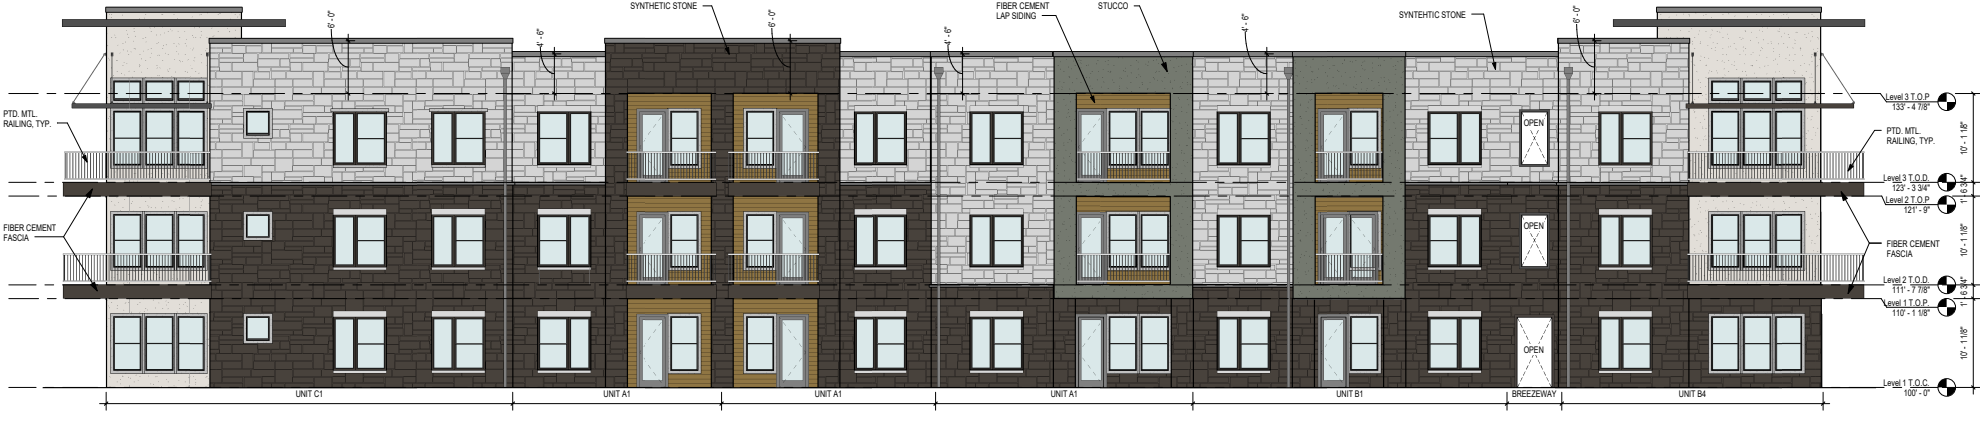 SYNTHETIC STONE
FIBER CEMENT
LAP SIDING
STUCCO
SYNTEHTIC STONE
6' - 0"
4' - 6"
6' - 0"
4' - 6"
4' - 6"
6' - 0"
PTD. MTL.
RAILING, TYP.
FIBER CEMENT
FASCIA
OPEN
OPEN
OPEN
Level 3 T.O.P
133' - 4 7/8"
PTD. MTL.
RAILING, TYP.
10' - 1 1/8"
Level 3 T.O.D.
123' - 3 3/4"
1' - 6 3/4"
Level 2 T.O.P
121' - 9"
10' - 1 1/8"
FIBER CEMENT
FASCIA
Level 2 T.O.D.
111' - 7 7/8"
1' - 6 3/4"
Level 1 T.O.P.
110' - 1 1/8"
10' - 1 1/8"
Level 1 T.O.C.
100' - 0"
UNIT C1
UNIT A1
UNIT A1
UNIT A1
UNIT B1
BREEZEWAY
UNIT B4